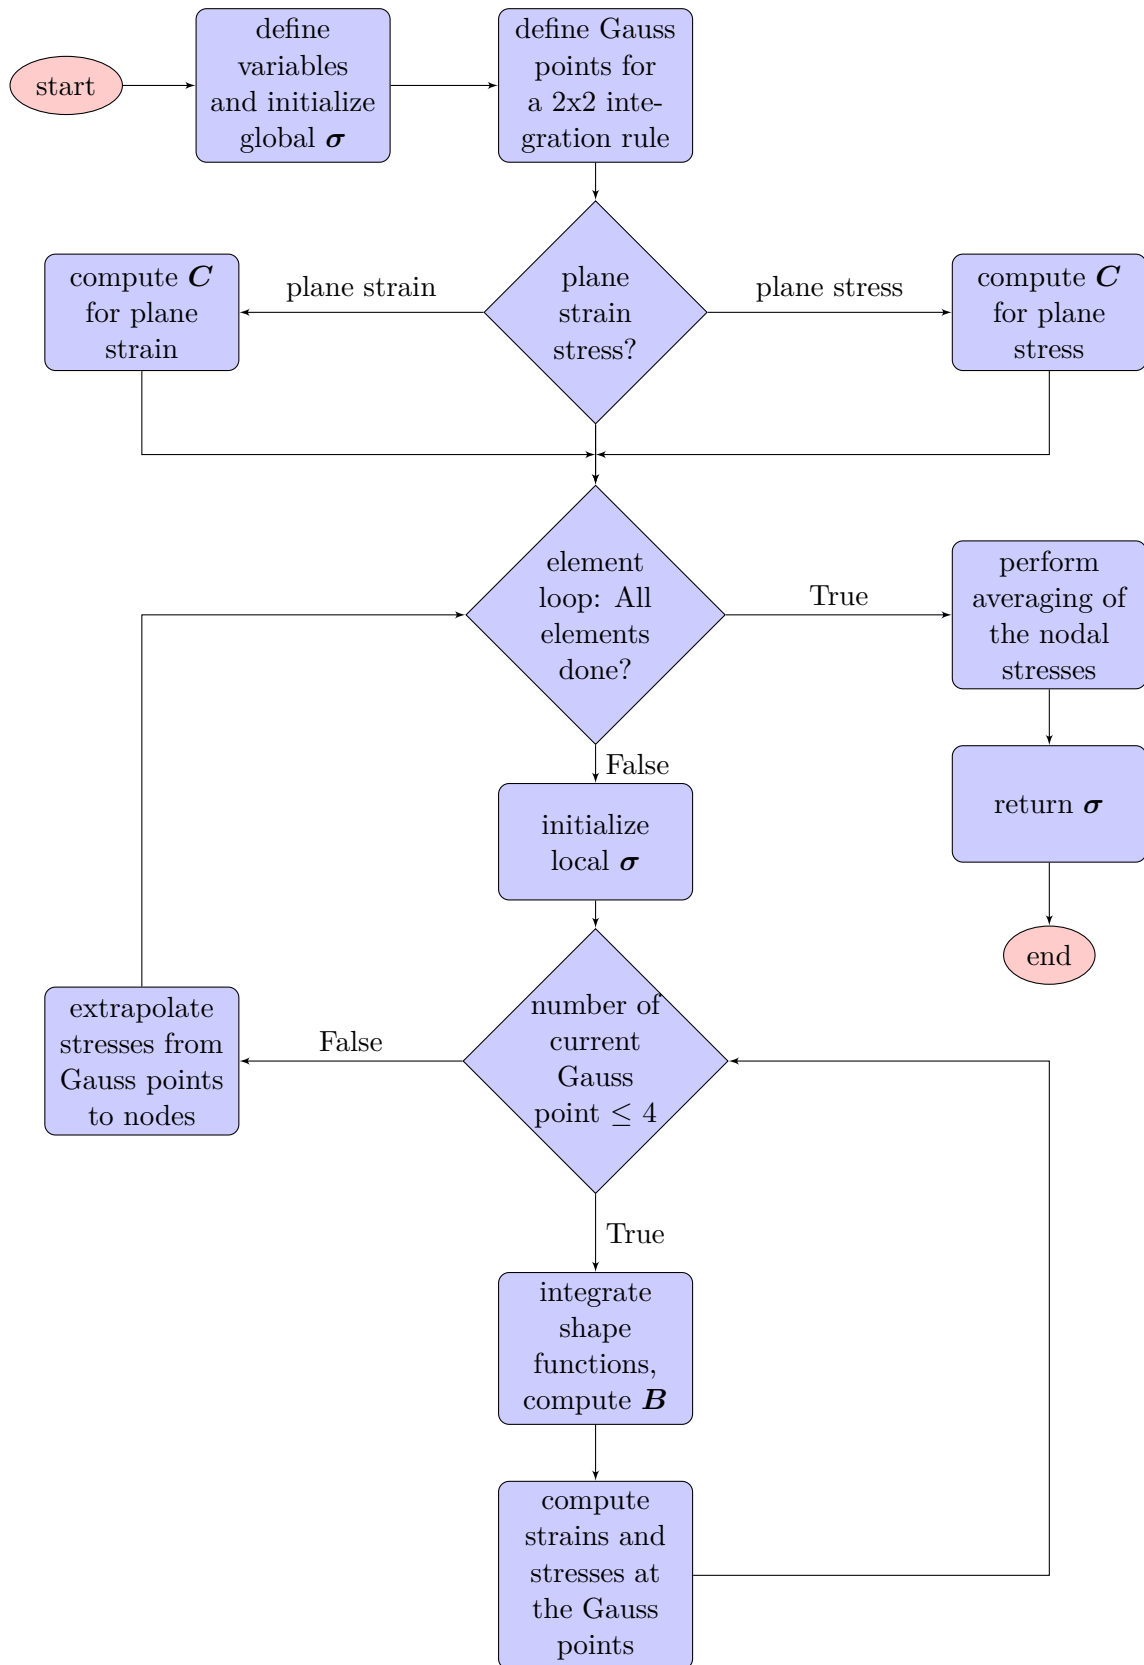 start
define
variables
and initialize
global σ
define Gauss
points for
a 2x2 inte-
gration rule
compute C
for plane
strain
plane strain
plane
strain
stress?
plane stress
compute C
for plane
stress
element
loop: All
elements
done?
True
perform
averaging of
the nodal
stresses
False
initialize
local σ
return σ
end
extrapolate
stresses from
Gauss points
to nodes
False
number of
current
Gauss
point ≤ 4
True
integrate
shape
functions,
compute B
compute
strains and
stresses at
the Gauss
points